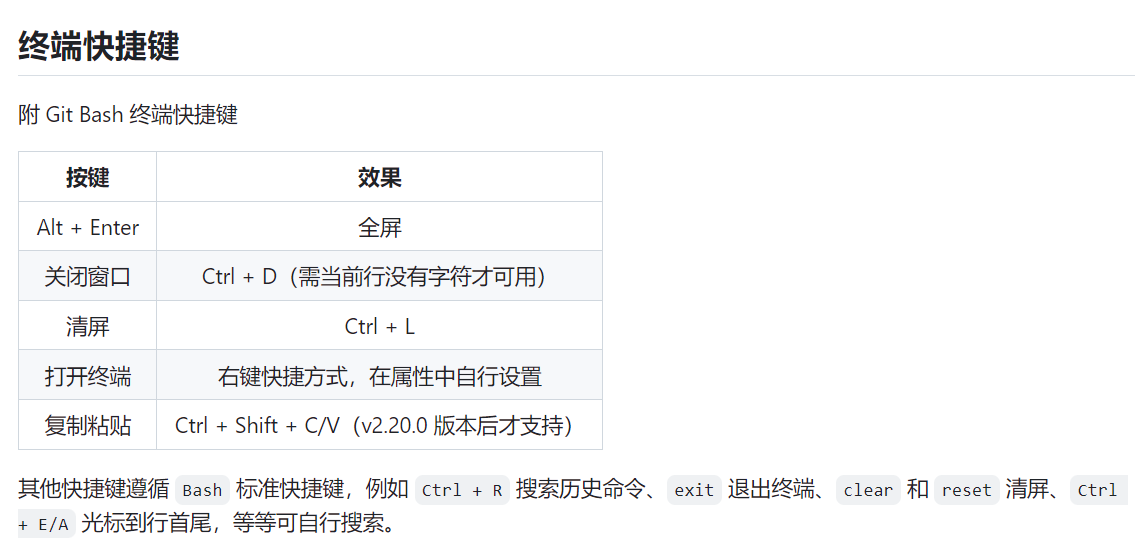 终端快捷键
附 Git Bash 终端快捷键
按键 效果
Alt + Enter 全屏
关闭窗口 Ctrl + D（需当前行没有字符才可用）
清屏 Ctrl + L
打开终端 右键快捷方式，在属性中自行设置
复制粘贴 Ctrl + Shift + C/V（v2.20.0 版本后才支持）
其他快捷键遵循 Bash 标准快捷键，例如 Ctrl + R 搜索历史命令、 exit 退出终端、 clear 和 reset 清屏、 Ctrl
+ E/A 光标到行首尾，等等可自行搜索。